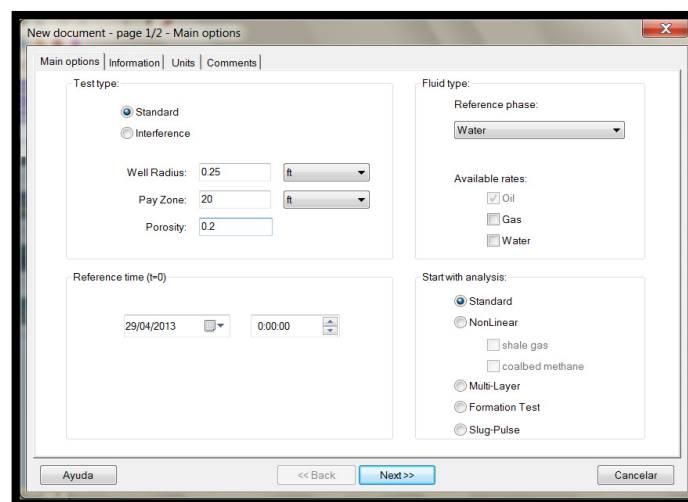 New document - page 1/2 - Main options
Main options Information Units Comments
Test type:
Standard
Interference
Well Radius: 0.25 ft
Pay Zone: 20 ft
Porosity: 0.2
Fluid type:
Reference phase:
Water
Available rates:
Oil
Gas
Water
Reference time (t=0)
29/04/2013 0:00:00
Start with analysis:
Standard
NonLinear
shale gas
coalbed methane
Multi-Layer
Formation Test
Slug-Pulse
Ayuda << Back Next>> Cancelar